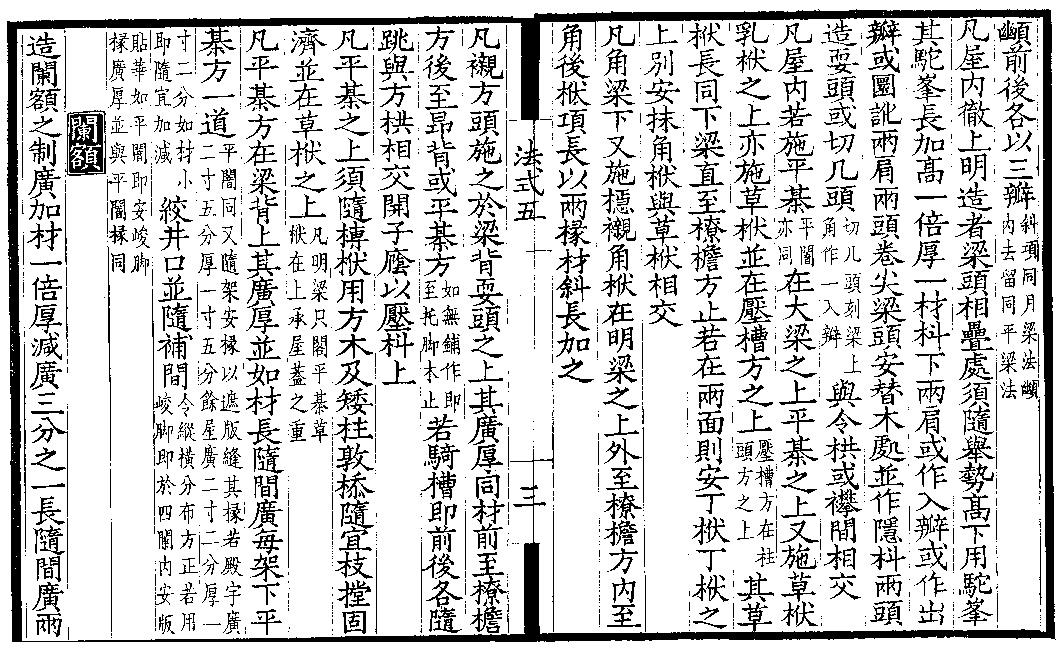 䫜前後各以三瓣斜項同月梁法䫜內去留同平梁法
凡屋內徹上明造者梁頭相疊處須隨舉勢高下用駝峯
其駝峯長加高一倍厚一材枓下兩肩或作入瓣或作出
瓣或圜訛兩肩兩頭卷尖梁頭安替木處並作隱枓兩頭
造耍頭或切几頭切几頭刻梁上角作一入瓣與令栱或襻間相交
凡屋內若施平棊平闇亦同在大梁之上平棊之上又施草栿
乳栿之上亦施草栿並在壓槽方之上壓槽方在柱頭方之上其草
栿長同下梁直至橑檐方止若在兩面則安丁栿丁栿之
上別安抹角栿與草栿相交
凡角梁下又施檼襯角栿在明梁之上外至橑檐方內至
角後栿項長以兩椽材斜長加之
法式五
三
凡襯方頭施之於梁背耍頭之上其廣厚同材前至橑檐
方後至昂背或平棊方如無鋪作即至托脚木止若騎槽即前後各隨
跳與方栱相交開子廕以壓枓上
凡平棊之上須隨槫栿用方木及矮柱敦㮇隨宜枝樘固
濟並在草栿之上凡明梁只閣平棊草栿在上承屋蓋之重
凡平棊方在梁背上其廣厚並如材長隨間廣每架下平
棊方一道平闇同又隨架安椽以遮版縫其椽若殿宇廣二寸五分厚一寸五分餘屋廣二寸二分厚一
寸二分如材小即隨宜加減絞井口並隨補間令縱橫分布方正若用峻脚即於四闌內安版
貼華如平闇即安峻脚椽廣厚並與平闇椽同
闌額
造闌額之制廣加材一倍厚減廣三分之一長隨間廣兩